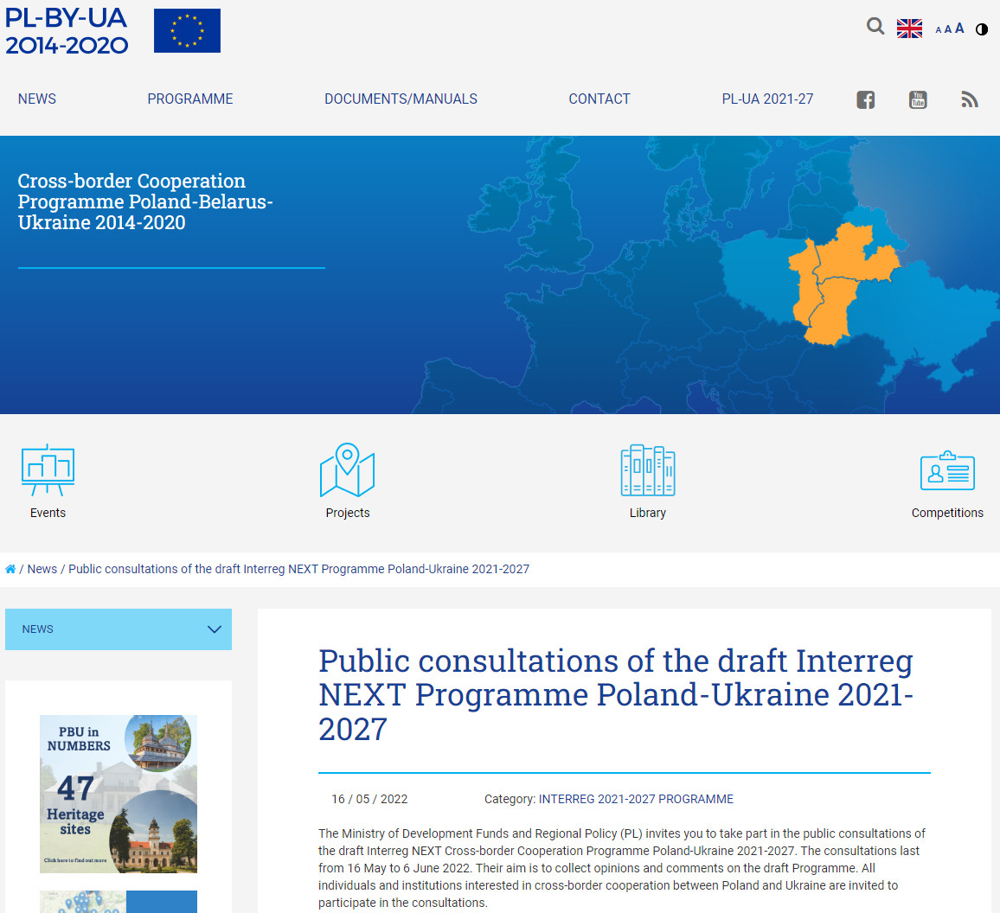 PL-BY-UA
2014-2020
A A A
NEWS PROGRAMME DOCUMENTS/MANUALS CONTACT PL-UA 2021-27
You
Tube
Cross-border Cooperation
Programme Poland-Belarus-
Ukraine 2014-2020
Events Projects Library Competitions
/ News / Public consultations of the draft Interreg NEXT Programme Poland-Ukraine 2021-2027
NEWS
PBU in
NUMBERS
47
Heritage
sites
Click here to find out more
Public consultations of the draft Interreg
NEXT Programme Poland-Ukraine 2021-
2027
16 / 05 / 2022 Category: INTERREG 2021-2027 PROGRAMME
The Ministry of Development Funds and Regional Policy (PL) invites you to take part in the public consultations of
the draft Interreg NEXT Cross-border Cooperation Programme Poland-Ukraine 2021-2027. The consultations last
from 16 May to 6 June 2022. Their aim is to collect opinions and comments on the draft Programme. All
individuals and institutions interested in cross-border cooperation between Poland and Ukraine are invited to
participate in the consultations.